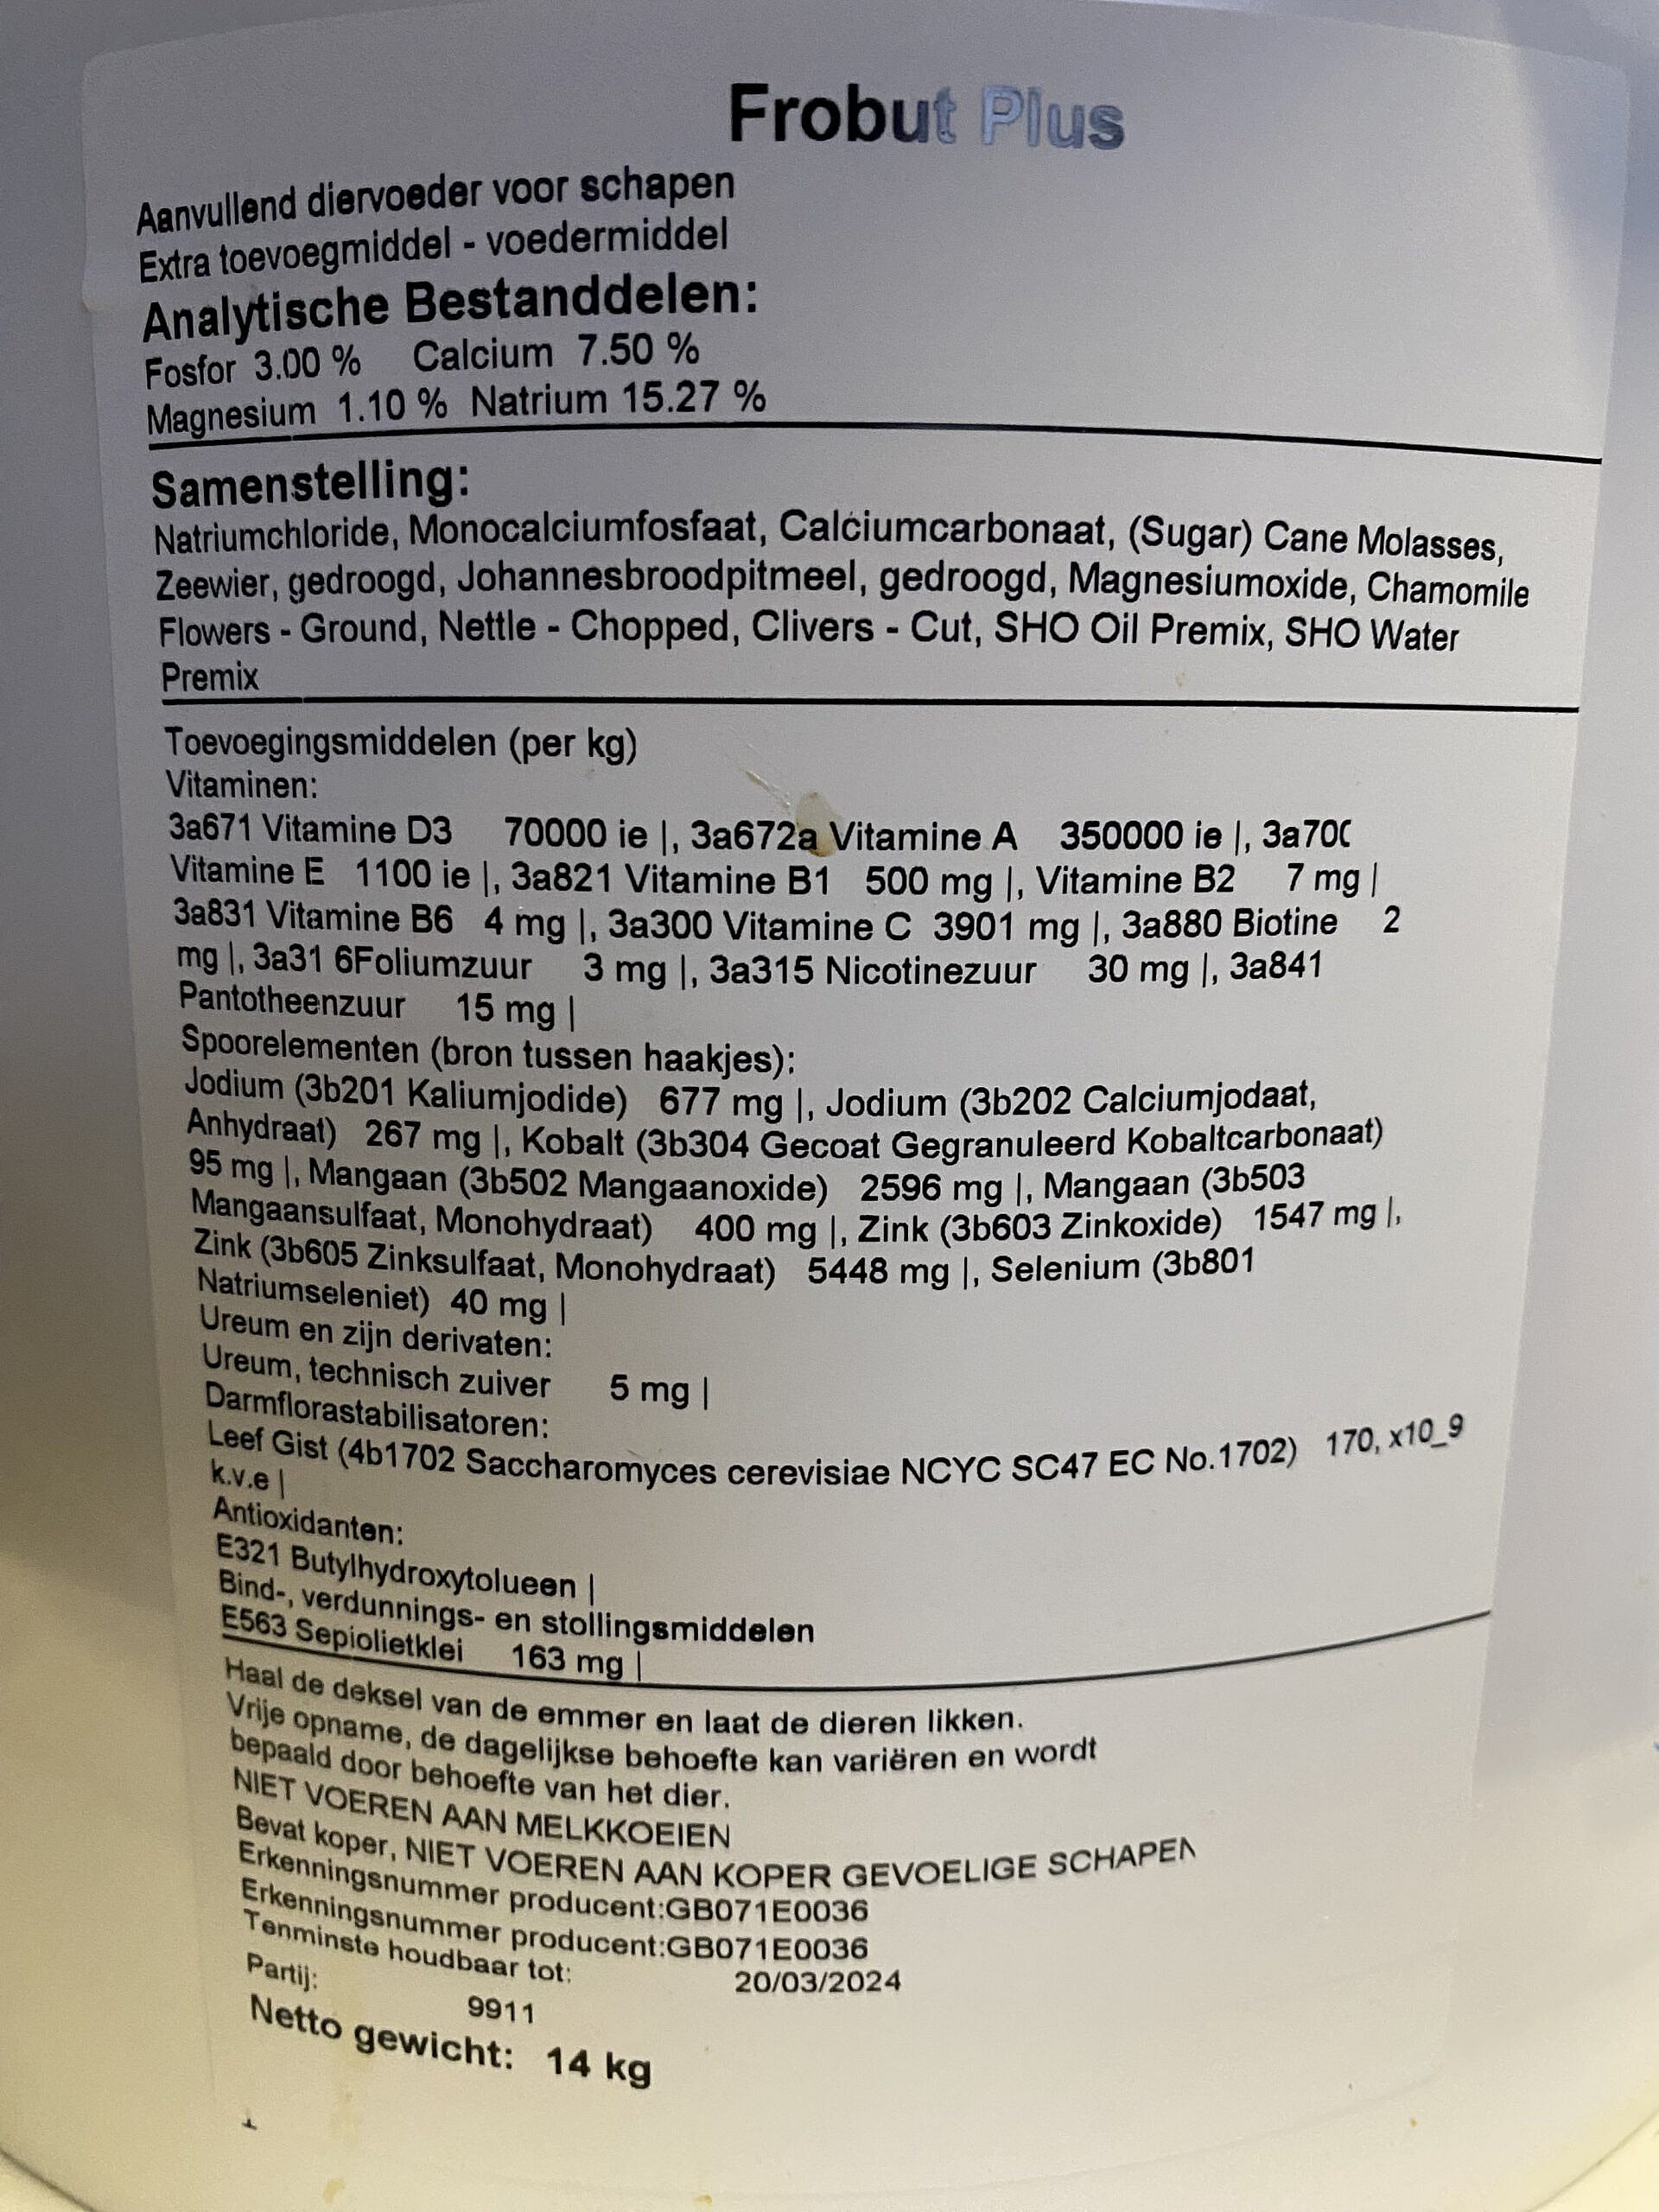 Frobut Plus
Aanvullend diervoeder voor schapen
Extra toevoegmiddel - voedermiddel
Analytische Bestanddelen:
Fosfor 3.00 % Calcium 7.50 %
Magnesium 1.10 % Natrium 15.27 %
Samenstelling:
Natriumchloride, Monocalciumfosfaat, Calciumcarbonaat, (Sugar) Cane Molasses,
Zeewier, gedroogd, Johannesbroodpitmeel, gedroogd, Magnesiumoxide, Chamomile
Flowers - Ground, Nettle - Chopped, Clivers - Cut, SHO Oil Premix, SHO Water
Premix
Toevoegingsmiddelen (per kg)
Vitaminen:
3a671 Vitamine D3 70000 ie |, 3a672a Vitamine A 350000 ie |, 3a700
Vitamine E 1100 ie |, 3a821 Vitamine B1 500 mg |, Vitamine B2 7 mg |
3a831 Vitamine B6 4 mg |, 3a300 Vitamine C 3901 mg |, 3a880 Biotine 2
mg |, 3a31 6Foliumzuur 3 mg |, 3a315 Nicotinezuur 30 mg |, 3a841
Pantotheenzuur 15 mg |
Spoorelementen (bron tussen haakjes):
Jodium (3b201 Kaliumjodide) 677 mg |, Jodium (3b202 Calciumjodaat,
Anhydraat) 267 mg |, Kobalt (3b304 Gecoat Gegranuleerd Kobaltcarbonaat)
95 mg |, Mangaan (3b502 Mangaanoxide) 2596 mg |, Mangaan (3b503
Mangaansulfaat, Monohydraat) 400 mg |, Zink (3b603 Zinkoxide) 1547 mg |,
Zink (3b605 Zinksulfaat, Monohydraat) 5448 mg |, Selenium (3b801
Natriumseleniet) 40 mg |
Ureum en zijn derivaten:
Ureum, technisch zuiver 5 mg |
Darmflorastabilisatoren:
Leef Gist (4b1702 Saccharomyces cerevisiae NCYC SC47 EC No.1702) 170, x10_9
k.v.e |
Antioxidanten:
E321 Butylhydroxytolueen |
Bind-, verdunnings- en stollingsmiddelen
E563 Sepiolietklei 163 mg |
Haal de deksel van de emmer en laat de dieren likken.
Vrije opname, de dagelijkse behoefte kan variëren en wordt
bepaald door behoefte van het dier.
NIET VOEREN AAN MELKKOEIEN
Bevat koper, NIET VOEREN AAN KOPER GEVOELIGE SCHAPEN
Erkenningsnummer producent:GB071E0036
Erkenningsnummer producent:GB071E0036
Tenminste houdbaar tot: 20/03/2024
Partij: 9911
Netto gewicht: 14 kg